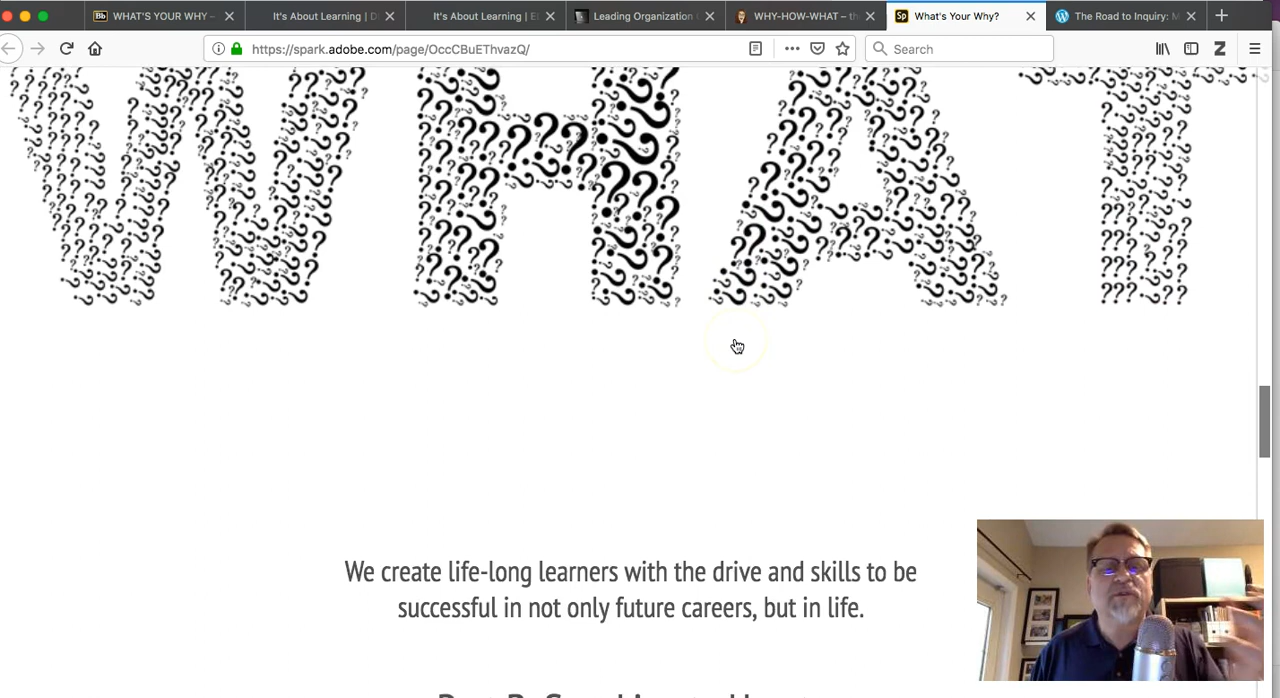 WHAT'S YOUR WHY –
It's About Learning | D
It's About Learning | E
Leading Organization
WHY-HOW-WHAT – th
What's Your Why?
The Road to Inquiry: M
https://spark.adobe.com/page/OccCBuEThvazQ/
Search
WHAT
We create life-long learners with the drive and skills to be
successful in not only future careers, but in life.